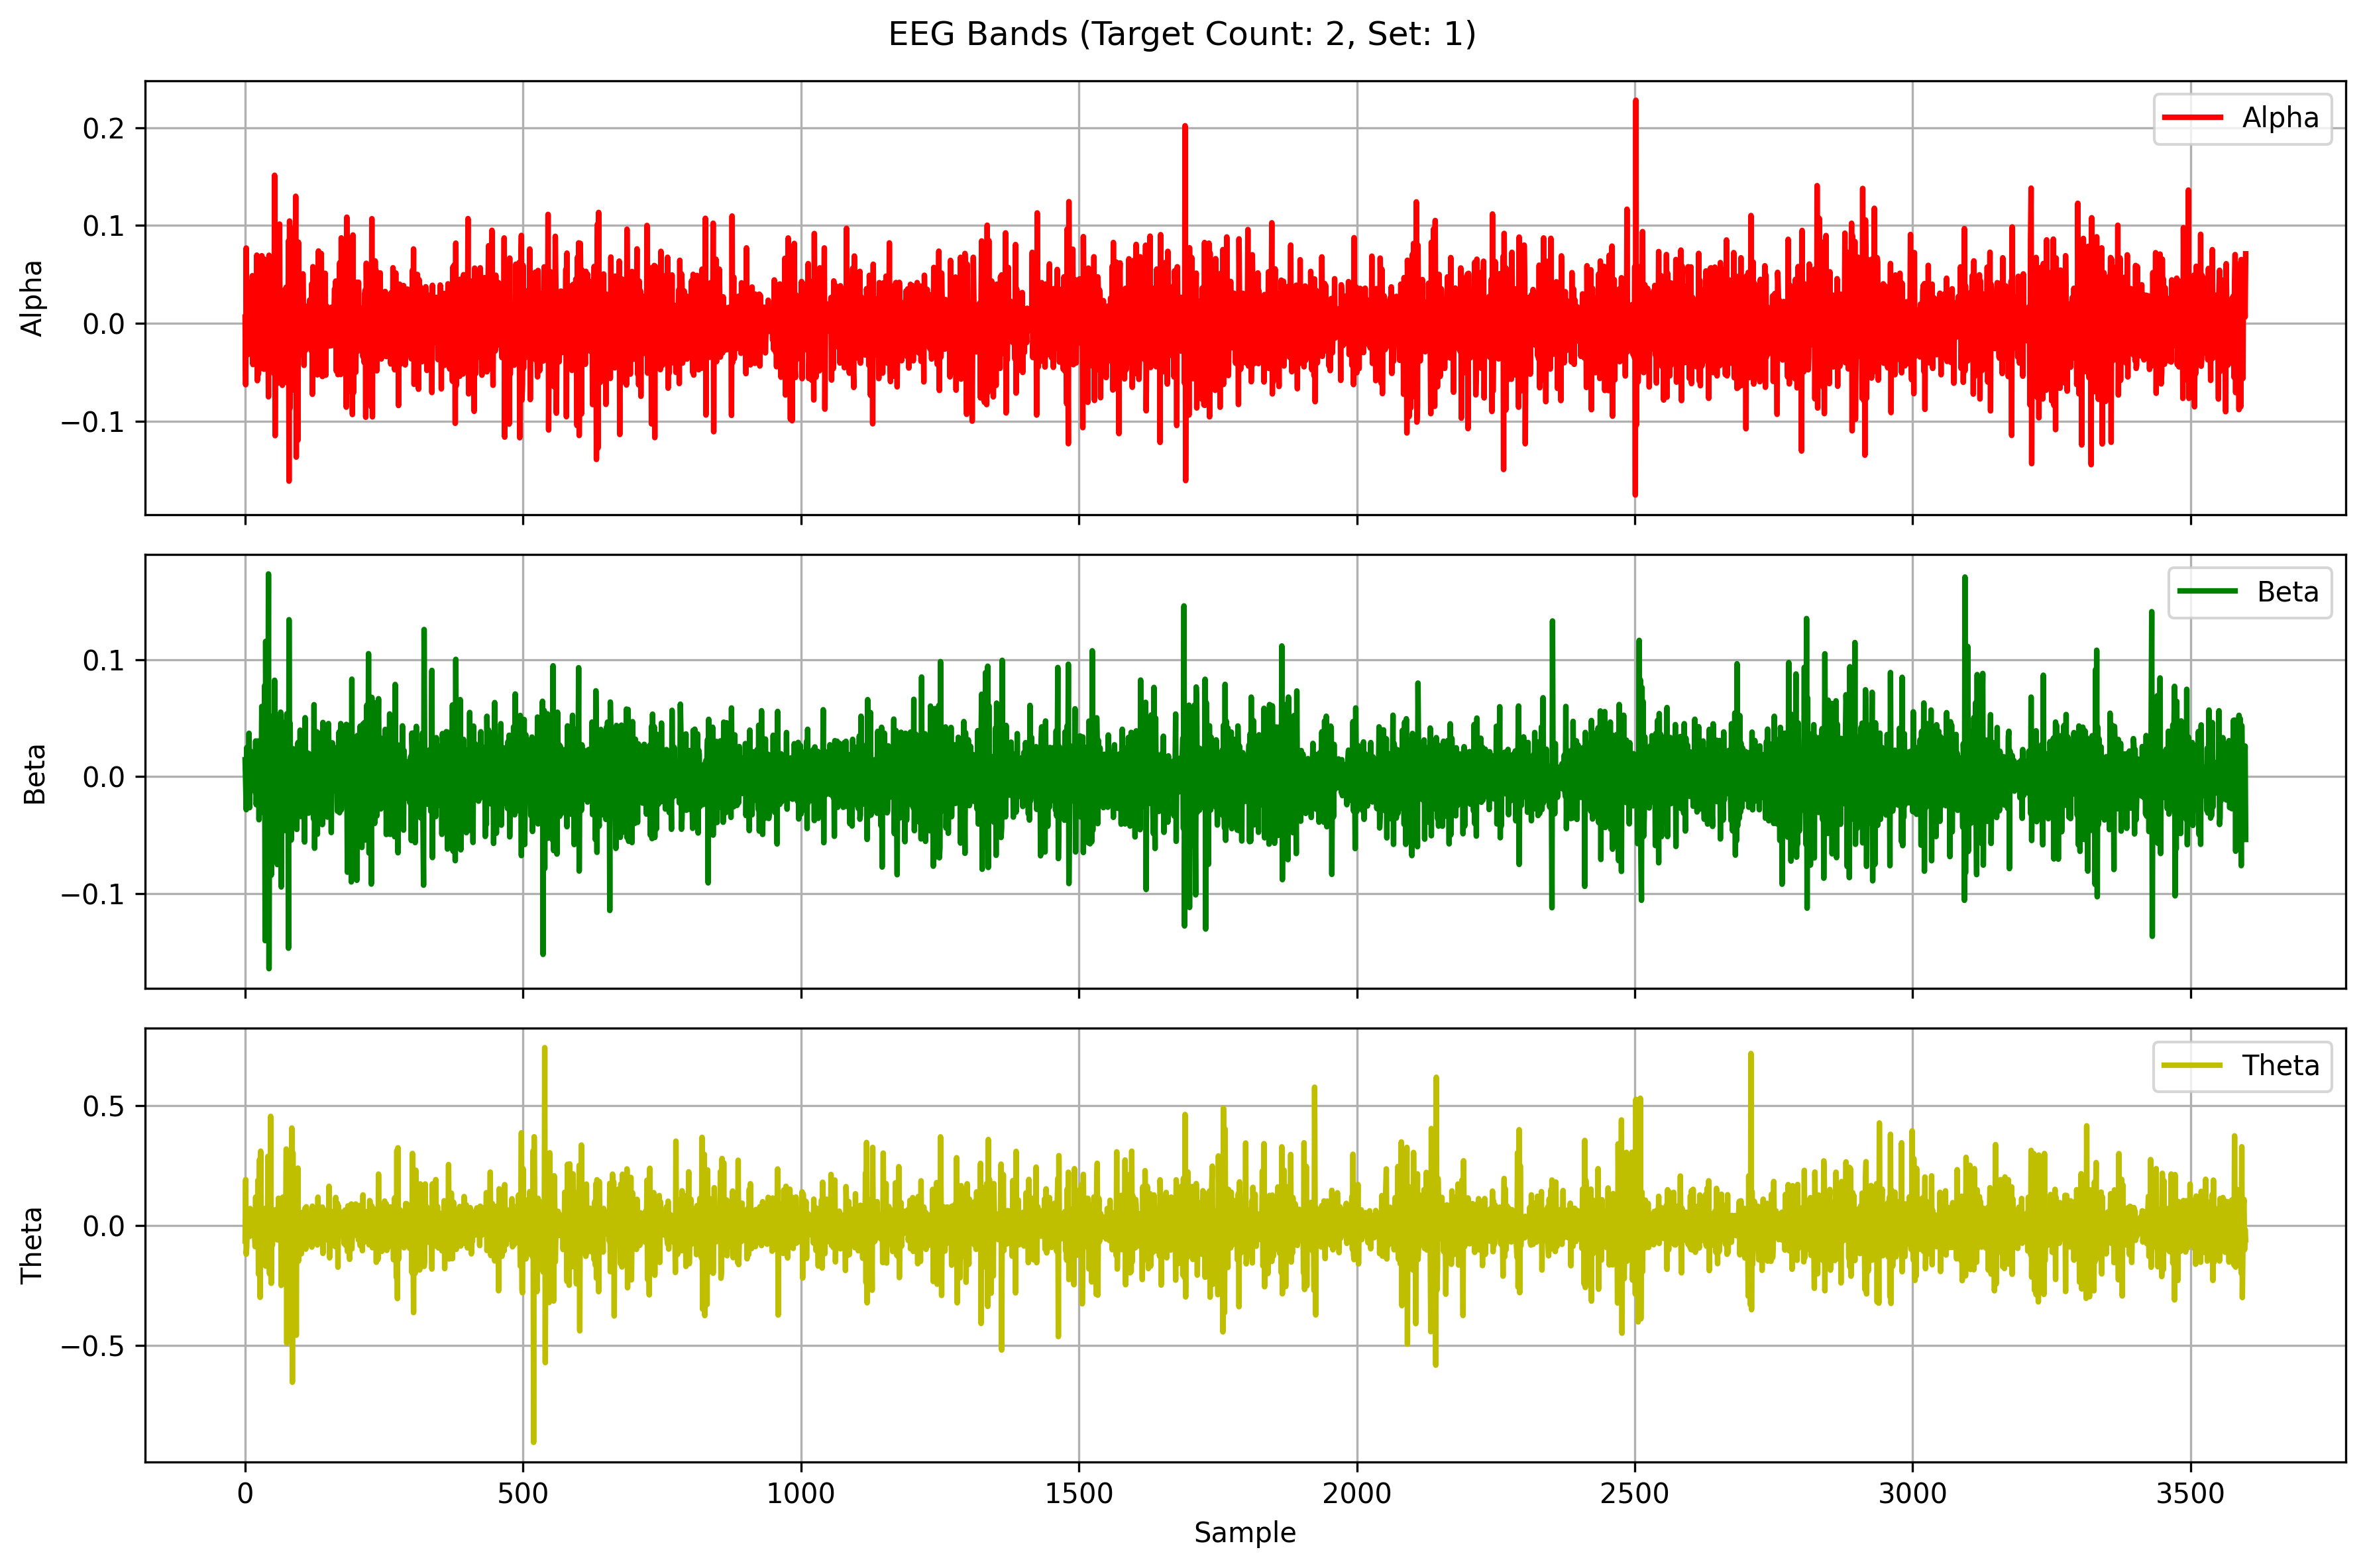 EEG Bands (Target Count: 2, Set: 1)
Alpha
0.2
0.1
0.0
−0.1
Alpha
Beta
0.1
0.0
−0.1
Beta
Theta
0.5
0.0
−0.5
Theta
0 500 1000 1500 2000 2500 3000 3500
Sample